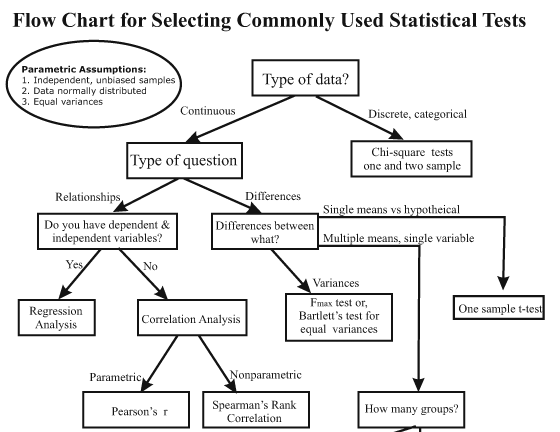 Flow Chart for Selecting Commonly Used Statistical Tests
Parametric Assumptions:
1. Independent, unbiased samples
2. Data normally distributed
3. Equal variances
Type of data?
Continuous
Discrete, categorical
Type of question
Chi-square tests
one and two sample
Relationships
Differences
Do you have dependent &
independent variables?
Differences between
what?
Single means vs hypotheical
Multiple means, single variable
Yes
No
Variances
Regression
Analysis
Correlation Analysis
Fmax test or,
Bartlett's test for
equal variances
One sample t-test
Parametric
Nonparametric
Pearson's r
Spearman's Rank
Correlation
How many groups?